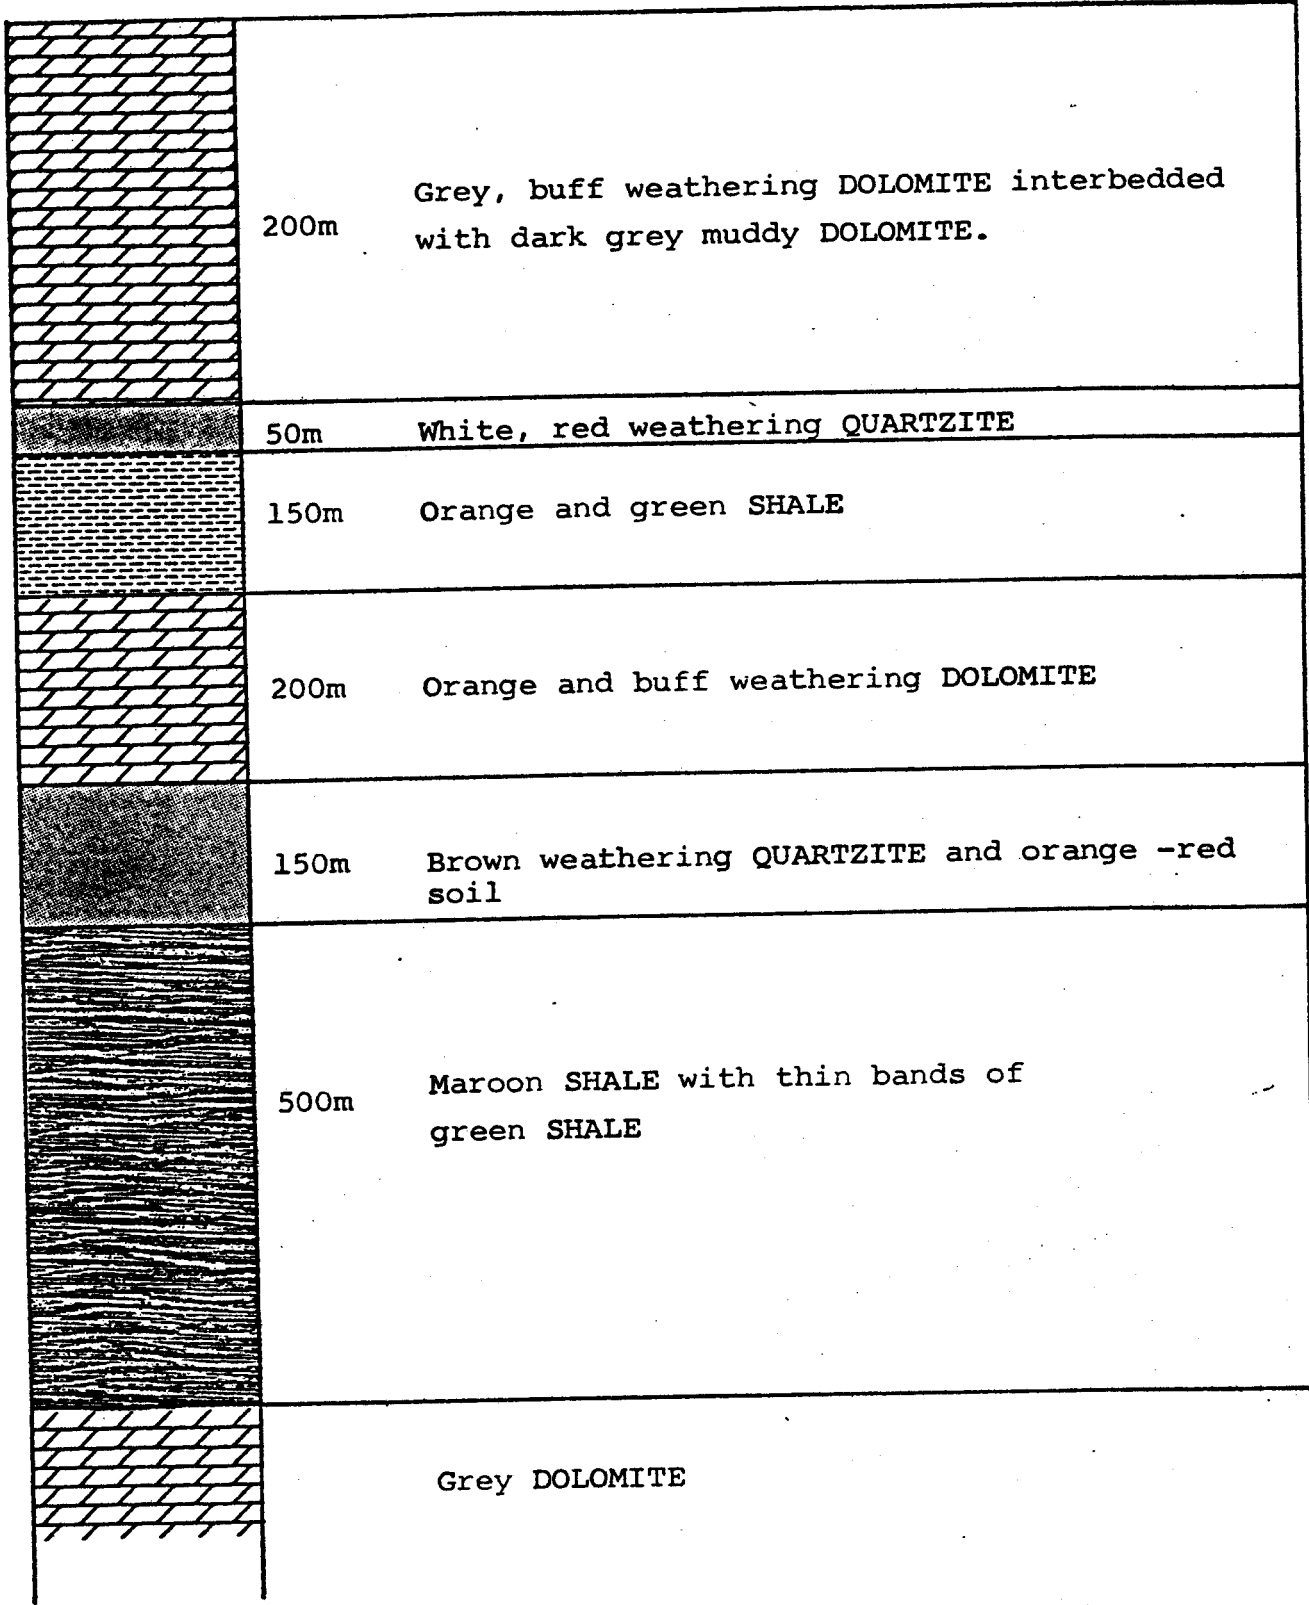 200m
Grey, buff weathering DOLOMITE interbedded
with dark grey muddy DOLOMITE.
50m White, red weathering QUARTZITE
150m Orange and green SHALE
200m Orange and buff weathering DOLOMITE
150m Brown weathering QUARTZITE and orange -red
soil
500m
Maroon SHALE with thin bands of
green SHALE
Grey DOLOMITE